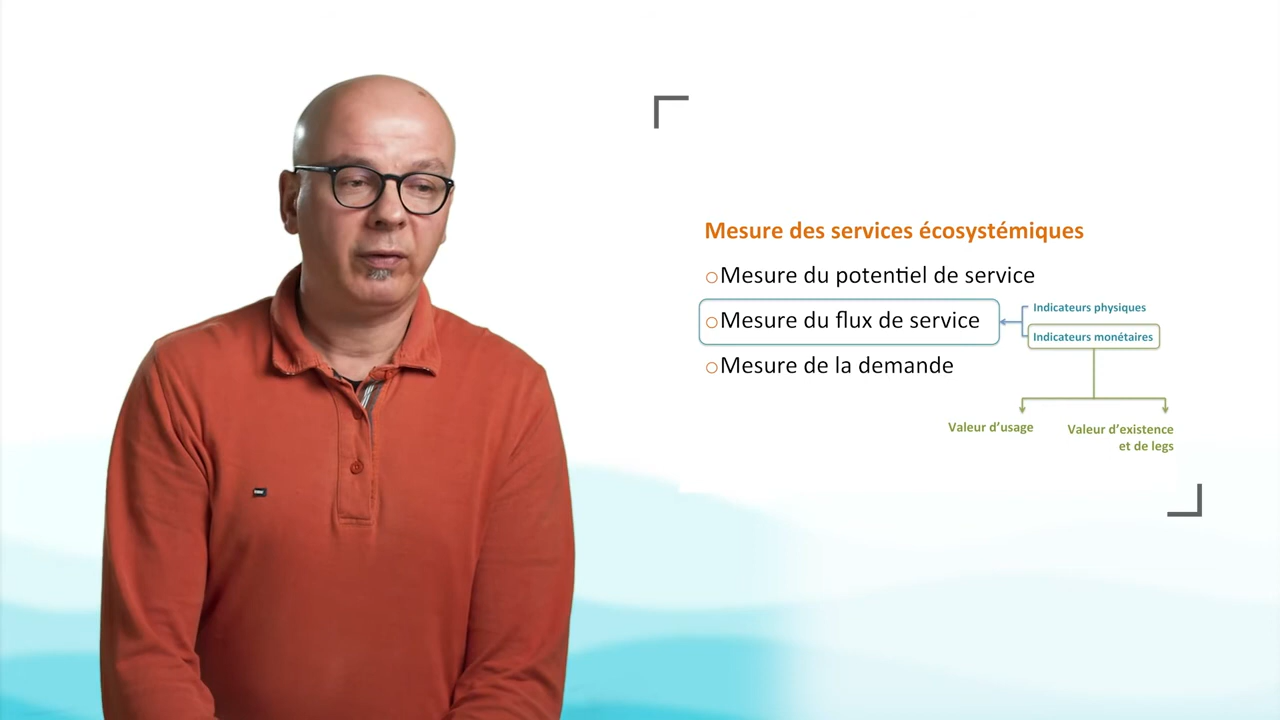 Mesure des services écosystémiques
○Mesure du potentiel de service
○Mesure du flux de service
Indicateurs physiques
Indicateurs monétaires
○Mesure de la demande
Valeur d'usage
Valeur d'existence
et de legs